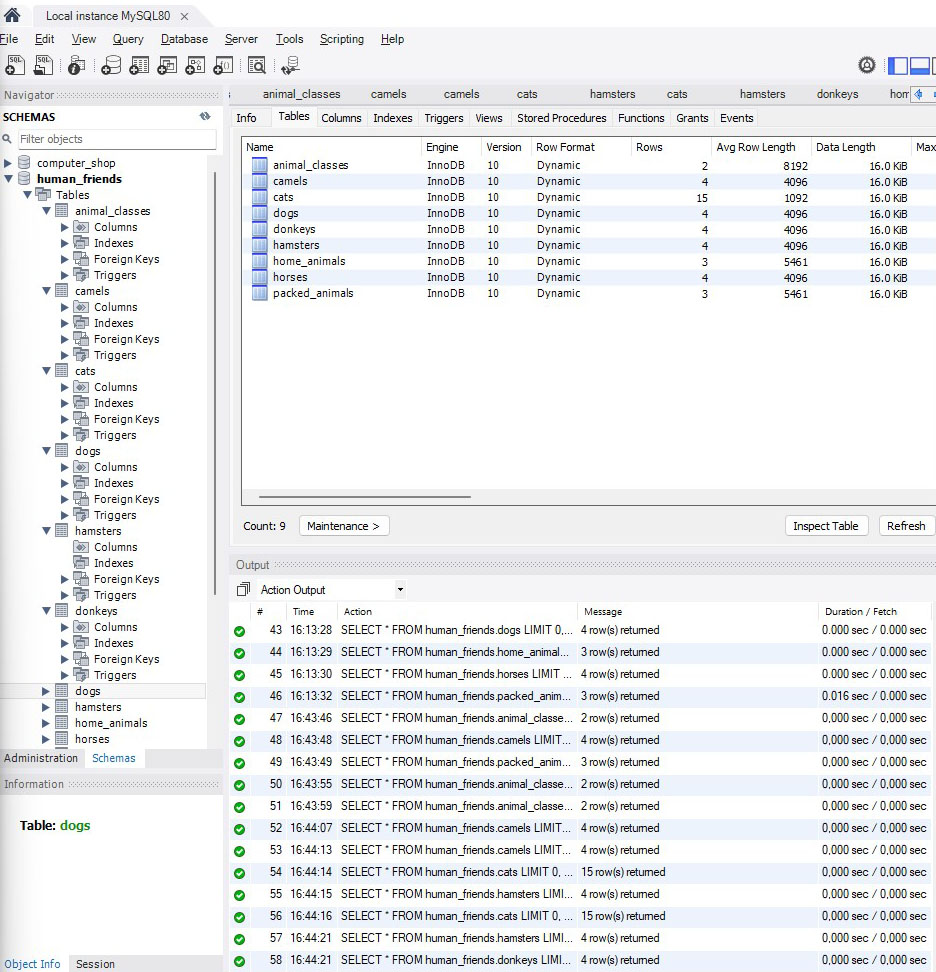 Local instance MySQL80 ×
File Edit View Query Database Server Tools Scripting Help
Navigator
SCHEMAS
Filter objects
computer_shop
human_friends
Tables
animal_classes
Columns
Indexes
Foreign Keys
Triggers
camels
Columns
Indexes
Foreign Keys
Triggers
cats
Columns
Indexes
Foreign Keys
Triggers
dogs
Columns
Indexes
Foreign Keys
Triggers
hamsters
Columns
Indexes
Foreign Keys
Triggers
donkeys
Columns
Indexes
Foreign Keys
Triggers
dogs
hamsters
home_animals
horses
Administration Schemas
Information
Table: dogs
Object Info Session
animal_classes camels camels cats hamsters cats hamsters donkeys hom
Info Tables Columns Indexes Triggers Views Stored Procedures Functions Grants Events
Name Engine Version Row Format Rows Avg Row Length Data Length Max
animal_classes InnoDB 10 Dynamic 2 8192 16.0 KiB
camels InnoDB 10 Dynamic 4 4096 16.0 KiB
cats InnoDB 10 Dynamic 15 1092 16.0 KiB
dogs InnoDB 10 Dynamic 4 4096 16.0 KiB
donkeys InnoDB 10 Dynamic 4 4096 16.0 KiB
hamsters InnoDB 10 Dynamic 4 4096 16.0 KiB
home_animals InnoDB 10 Dynamic 3 5461 16.0 KiB
horses InnoDB 10 Dynamic 4 4096 16.0 KiB
packed_animals InnoDB 10 Dynamic 3 5461 16.0 KiB
Count: 9 Maintenance > Inspect Table Refresh
Output
Action Output
# Time Action Message Duration / Fetch
43 16:13:28 SELECT * FROM human_friends.dogs LIMIT 0,... 4 row(s) returned 0.000 sec / 0.000 sec
44 16:13:29 SELECT * FROM human_friends.home_animal... 3 row(s) returned 0.000 sec / 0.000 sec
45 16:13:30 SELECT * FROM human_friends.horses LIMIT ... 4 row(s) returned 0.000 sec / 0.000 sec
46 16:13:32 SELECT * FROM human_friends.packed_anim... 3 row(s) returned 0.016 sec / 0.000 sec
47 16:43:46 SELECT * FROM human_friends.animal_classe... 2 row(s) returned 0,000 sec / 0,000 sec
48 16:43:48 SELECT * FROM human_friends.camels LIMIT... 4 row(s) returned 0,000 sec / 0,000 sec
49 16:43:49 SELECT * FROM human_friends.packed_anim... 3 row(s) returned 0,000 sec / 0,000 sec
50 16:43:55 SELECT * FROM human_friends.animal_classe... 2 row(s) returned 0,000 sec / 0,000 sec
51 16:43:59 SELECT * FROM human_friends.animal_classe... 2 row(s) returned 0,000 sec / 0,000 sec
52 16:44:07 SELECT * FROM human_friends.camels LIMIT... 4 row(s) returned 0,000 sec / 0,000 sec
53 16:44:13 SELECT * FROM human_friends.camels LIMIT... 4 row(s) returned 0,000 sec / 0,000 sec
54 16:44:14 SELECT * FROM human_friends.cats LIMIT 0, ... 15 row(s) returned 0,000 sec / 0,000 sec
55 16:44:15 SELECT * FROM human_friends.hamsters LIMI... 4 row(s) returned 0,000 sec / 0,000 sec
56 16:44:16 SELECT * FROM human_friends.cats LIMIT 0, ... 15 row(s) returned 0,000 sec / 0,000 sec
57 16:44:21 SELECT * FROM human_friends.hamsters LIMI... 4 row(s) returned 0,000 sec / 0,000 sec
58 16:44:21 SELECT * FROM human_friends.donkeys LIMI... 4 row(s) returned 0,000 sec / 0,000 sec